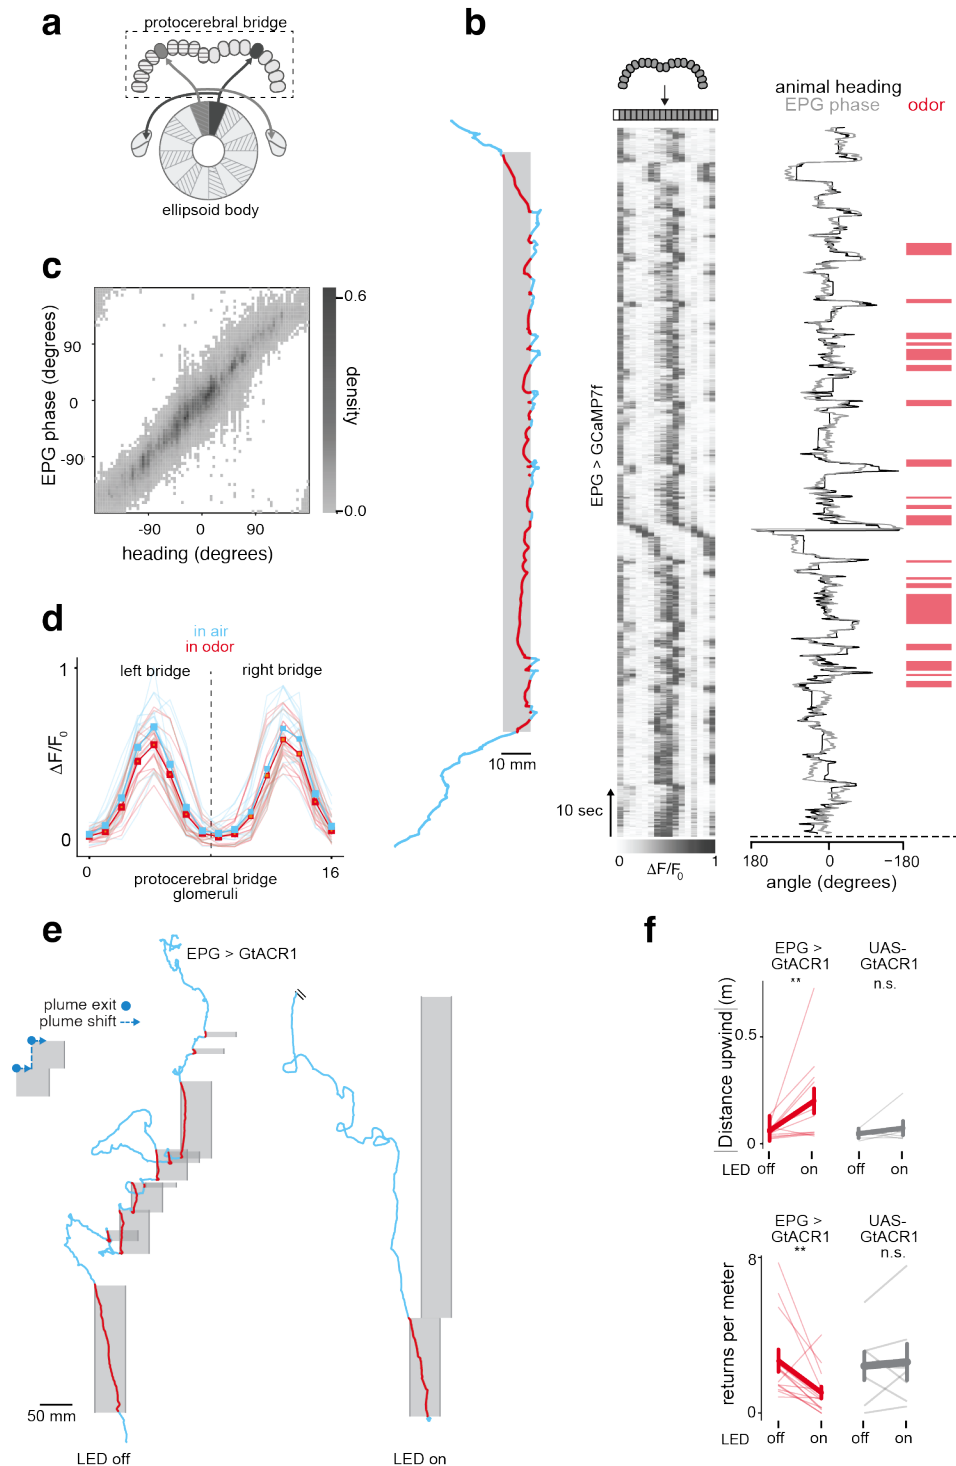 a
protocerebral bridge
ellipsoid body
b
EPG > GCaMP7f
10 mm
10 sec
0
1
ΔF/F0
animal heading
EPG phase
odor
180
0
−180
angle (degrees)
c
EPG phase (degrees)
90
0
-90
-90
0
90
heading (degrees)
0.6
0.0
density
d
in air
in odor
left bridge
right bridge
1
0
ΔF/F0
0
16
protocerebral bridge
glomeruli
e
EPG > GtACR1
plume exit
plume shift
50 mm
LED off
LED on
f
EPG >
GtACR1
**
UAS-
GtACR1
n.s.
|Distance upwind|(m)
0.5
0
LED off on off on
EPG >
GtACR1
**
UAS-
GtACR1
n.s.
returns per meter
8
0
LED off on off on